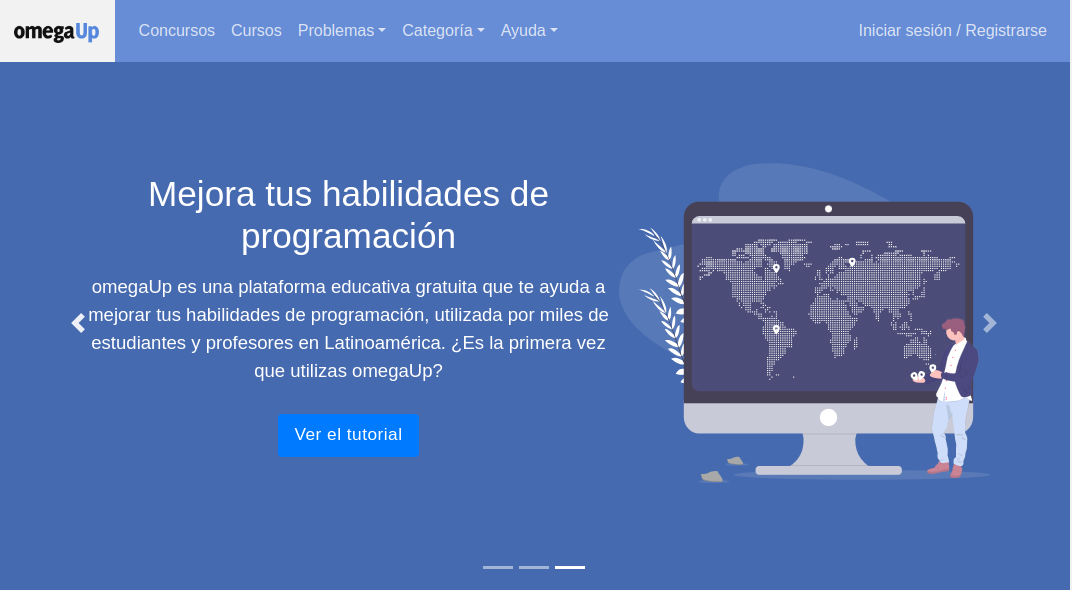 omegaUp
Concursos
Cursos
Problemas
Categoría
Ayuda
Iniciar sesión / Registrarse
Mejora tus habilidades de
programación
omegaUp es una plataforma educativa gratuita que te ayuda a
mejorar tus habilidades de programación, utilizada por miles de
estudiantes y profesores en Latinoamérica. ¿Es la primera vez
que utilizas omegaUp?
Ver el tutorial